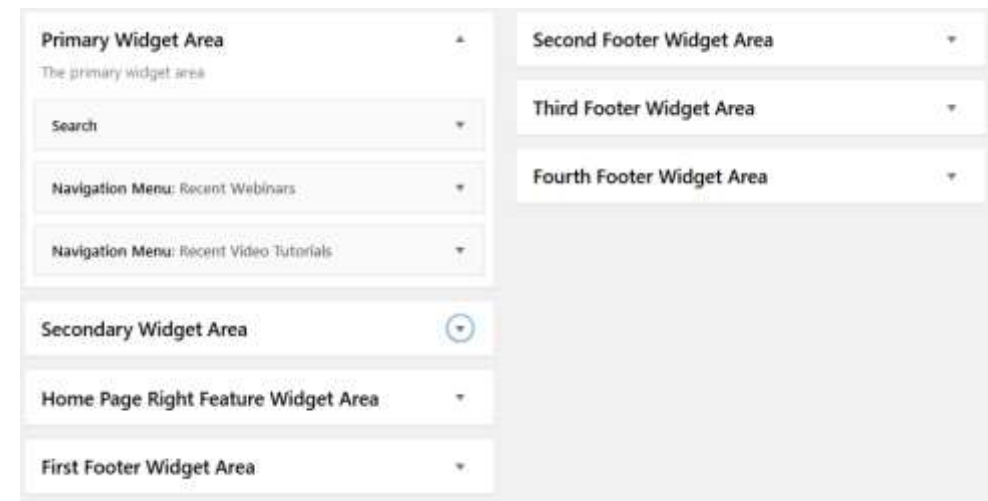 Primary Widget Area
The primary widget area
Search
Navigation Menu: Recent Webinars
Navigation Menu: Recent Video Tutorials
Secondary Widget Area
Home Page Right Feature Widget Area
First Footer Widget Area
Second Footer Widget Area
Third Footer Widget Area
Fourth Footer Widget Area